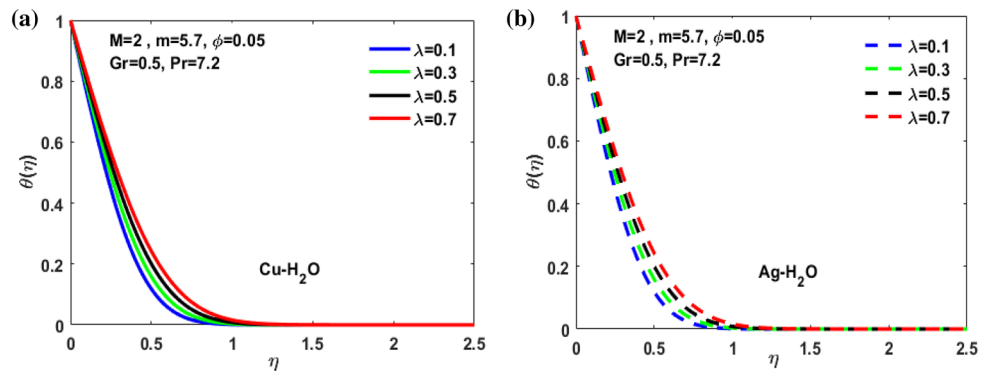 (a)
M=2 , m=5.7, ϕ=0.05
Gr=0.5, Pr=7.2
λ=0.1
λ=0.3
λ=0.5
λ=0.7
Cu-H₂O
θ(η)
1
0.8
0.6
0.4
0.2
0
0 0.5 1 1.5 2 2.5
η
(b)
M=2 , m=5.7, ϕ=0.05
Gr=0.5, Pr=7.2
λ=0.1
λ=0.3
λ=0.5
λ=0.7
Ag-H₂O
θ(η)
1
0.8
0.6
0.4
0.2
0
0 0.5 1 1.5 2 2.5
η